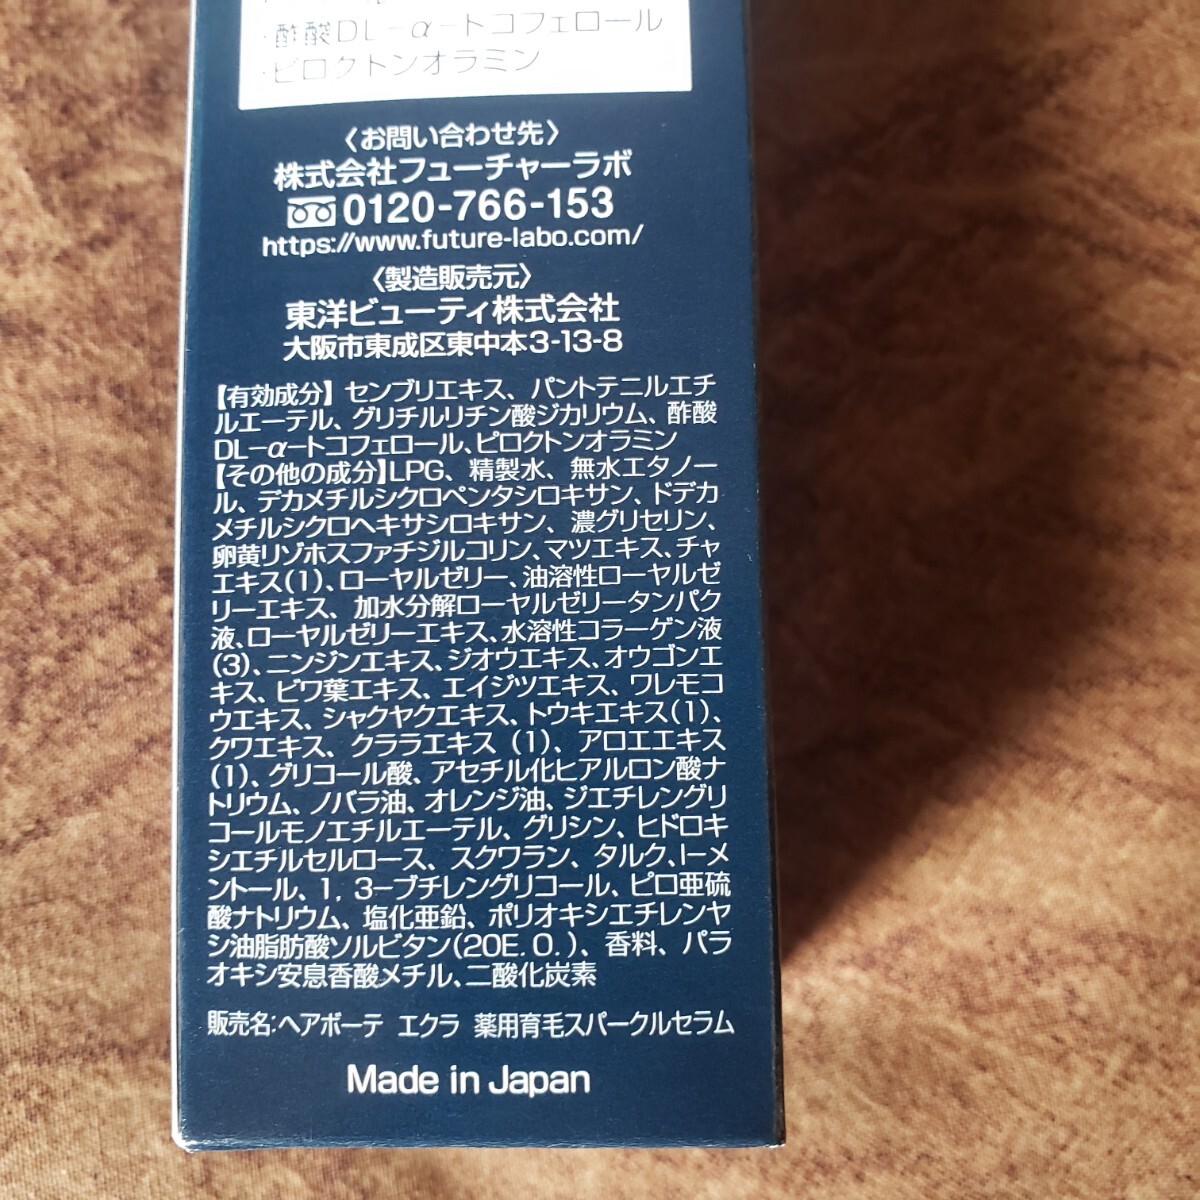 ・酢酸DL−α−トコフェロール
・ピロクトンオラミン
〈お問い合わせ先〉
株式会社フューチャーラボ
0120-766-153
https://www.future-labo.com/
〈製造販売元〉
東洋ビューティ株式会社
大阪市東成区東中本3-13-8
【有効成分】センブリエキス、パントテニルエチ
ルエーテル、グリチルリチン酸ジカリウム、酢酸
DL−α−トコフェロール、ピロクトンオラミン
【その他の成分】LPG、精製水、無水エタノー
ル、デカメチルシクロペンタシロキサン、ドデカ
メチルシクロヘキサシロキサン、濃グリセリン、
卵黄リゾホスファチジルコリン、マツエキス、チャ
エキス(1)、ローヤルゼリー、油溶性ローヤルゼ
リーエキス、加水分解ローヤルゼリータンパク
液、ローヤルゼリーエキス、水溶性コラーゲン液
(3)、ニンジンエキス、ジオウエキス、オウゴンエ
キス、ビワ葉エキス、エイジツエキス、ワレモコ
ウエキス、シャクヤクエキス、トウキエキス(1)、
クワエキス、クララエキス(1)、アロエエキス
(1)、グリコール酸、アセチル化ヒアルロン酸ナ
トリウム、ノバラ油、オレンジ油、ジエチレングリ
コールモノエチルエーテル、グリシン、ヒドロキ
シエチルセルロース、スクワラン、タルク、l−メ
ントール、1,3−ブチレングリコール、ピロ亜硫
酸ナトリウム、塩化亜鉛、ポリオキシエチレンヤ
シ油脂肪酸ソルビタン(20E.O.)、香料、パラ
オキシ安息香酸メチル、二酸化炭素
販売名:ヘアボーテ エクラ 薬用育毛スパークルセラム
Made in Japan